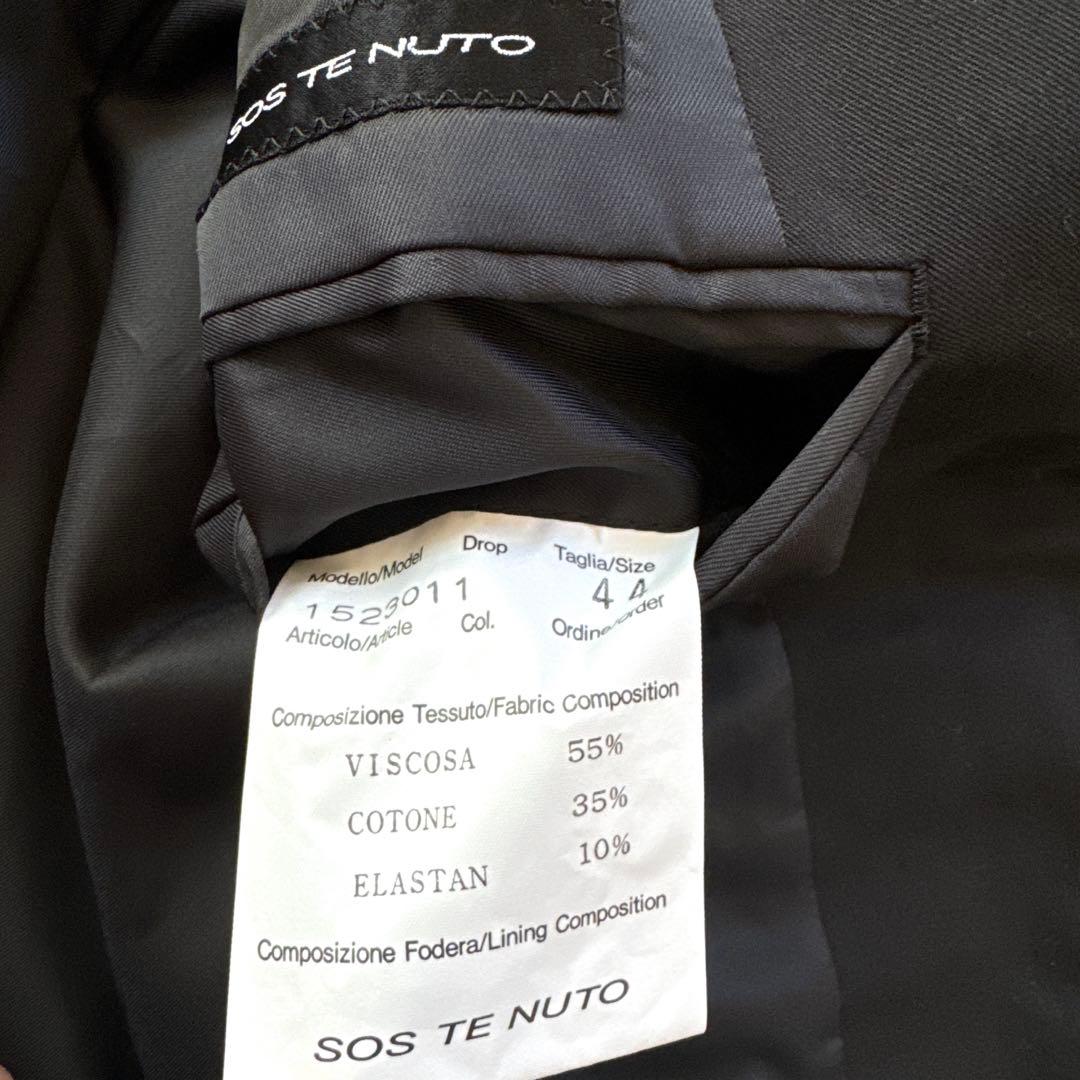 SOS TE NUTO
Modello/Model Drop Taglia/Size
1523011 44
Articolo/Article Col. Ordine/order
Composizione Tessuto/Fabric Composition
VISCOSA 55%
COTONE 35%
ELASTAN 10%
Composizione Fodera/Lining Composition
SOS TE NUTO